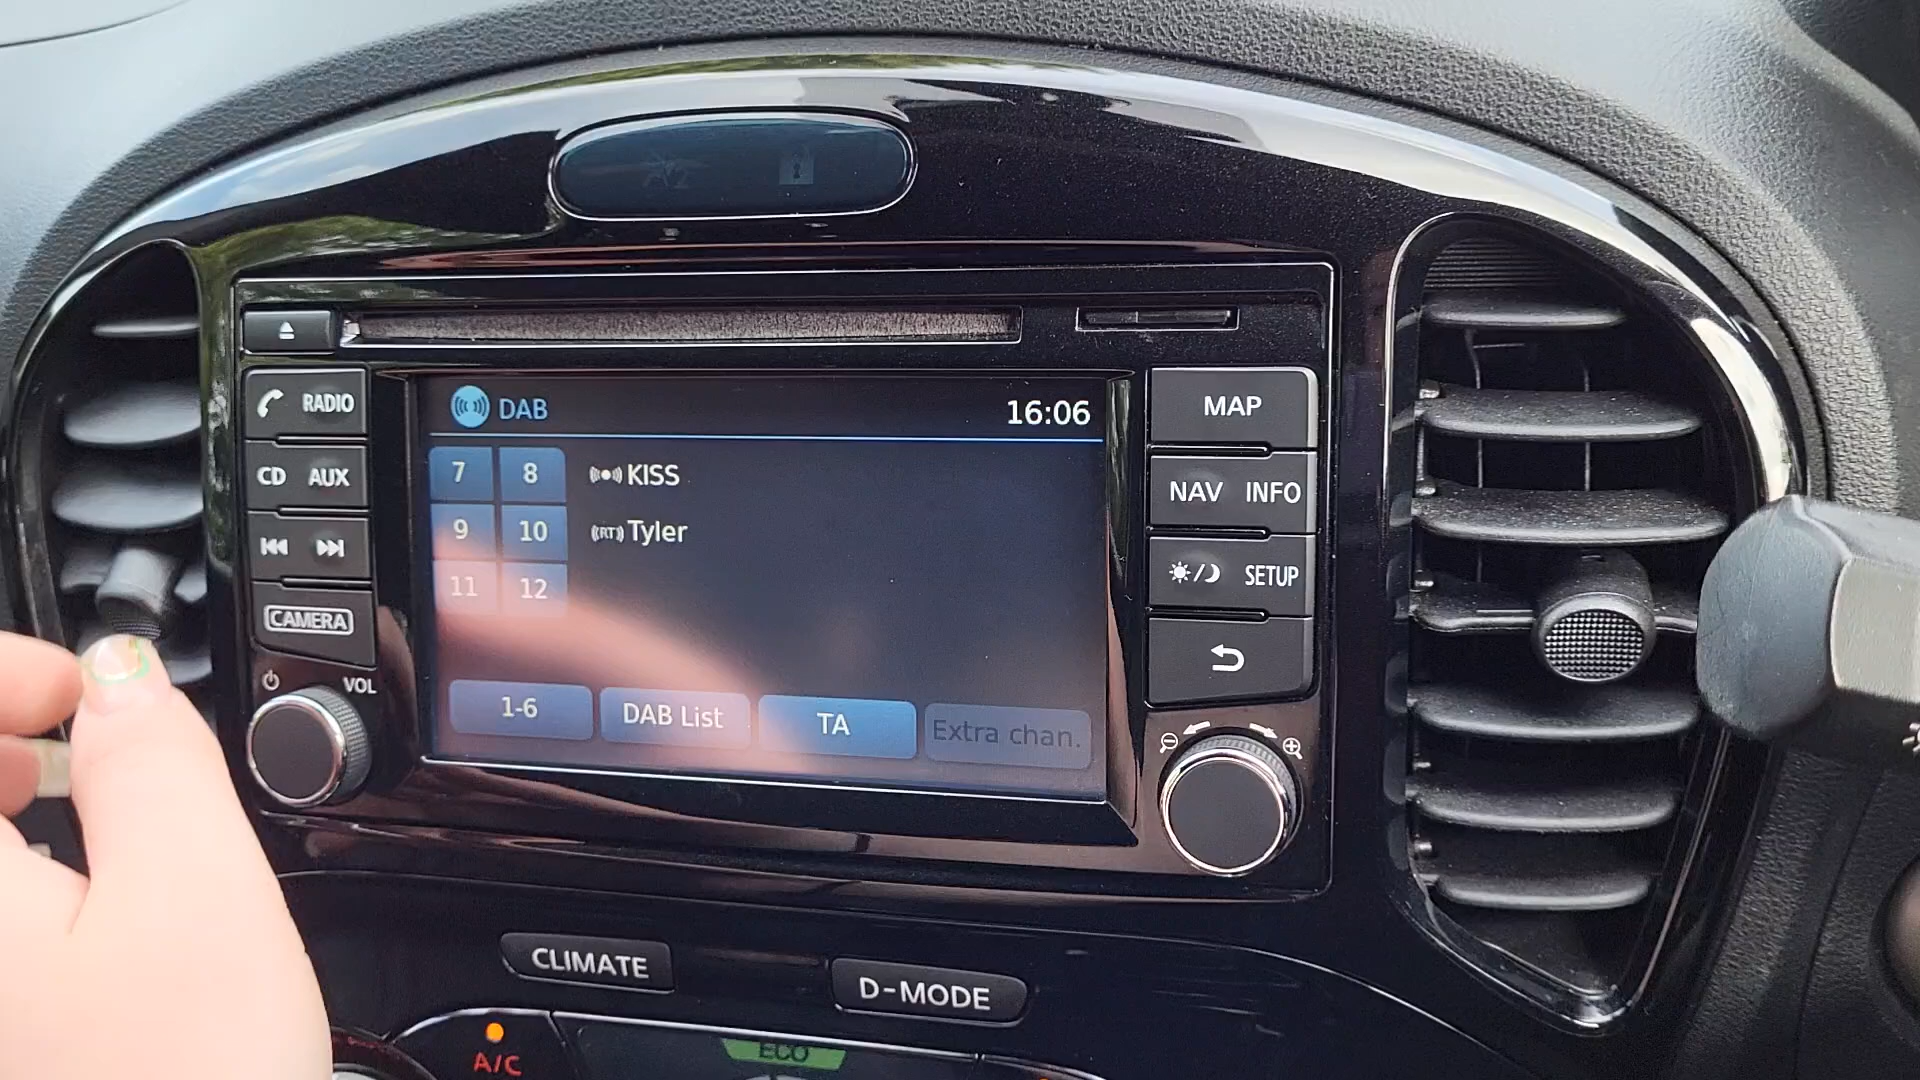 RADIO
CD AUX
CAMERA
VOL
DAB 16:06
7 8
9 10
11 12
KISS
(RT) Tyler
1-6 DAB List TA Extra chan.
MAP
NAV INFO
SETUP
CLIMATE
D-MODE
A/C
ECO